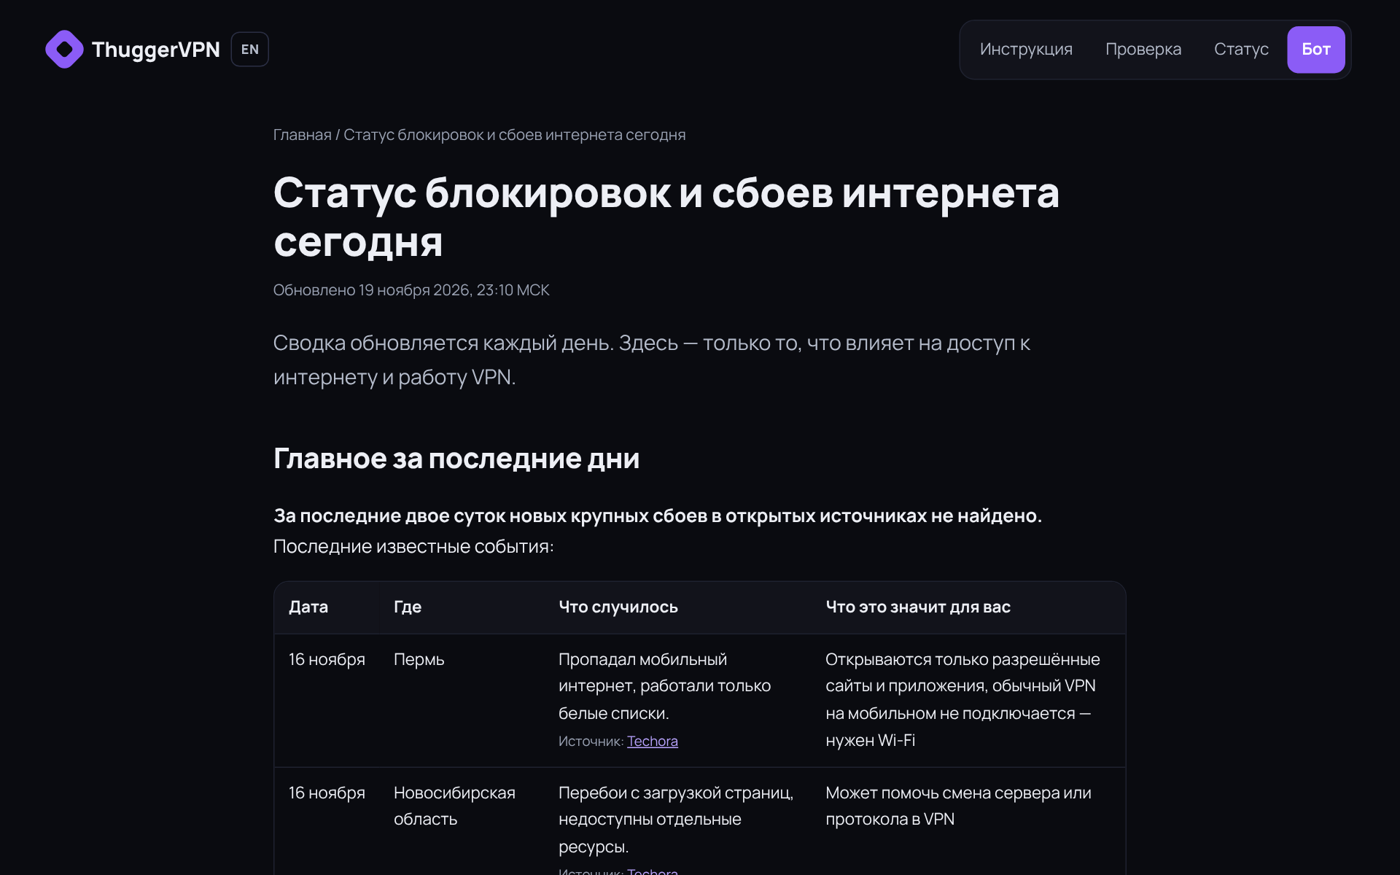 ThuggerVPN
EN
Инструкция
Проверка
Статус
Бот
Главная / Статус блокировок и сбоев интернета сегодня
Статус блокировок и сбоев интернета
сегодня
Обновлено 19 ноября 2026, 23:10 МСК
Сводка обновляется каждый день. Здесь — только то, что влияет на доступ к
интернету и работу VPN.
Главное за последние дни
За последние двое суток новых крупных сбоев в открытых источниках не найдено.
Последние известные события:
Дата
Где
Что случилось
Что это значит для вас
16 ноября
Пермь
Пропадал мобильный
интернет, работали только
белые списки.
Источник: Techora
Открываются только разрешённые
сайты и приложения, обычный VPN
на мобильном не подключается —
нужен Wi-Fi
16 ноября
Новосибирская
область
Перебои с загрузкой страниц,
недоступны отдельные
ресурсы.
Источник: Techora
Может помочь смена сервера или
протокола в VPN